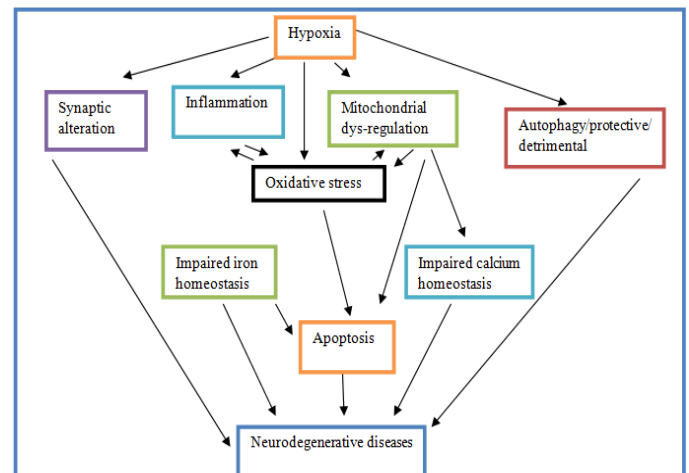 Hypoxia
Synaptic
alteration
Inflammation
Mitochondrial
dys-regulation
Autophagy/protective/
detrimental
Oxidative stress
Impaired iron
homeostasis
Impaired calcium
homeostasis
Apoptosis
Neurodegenerative diseases